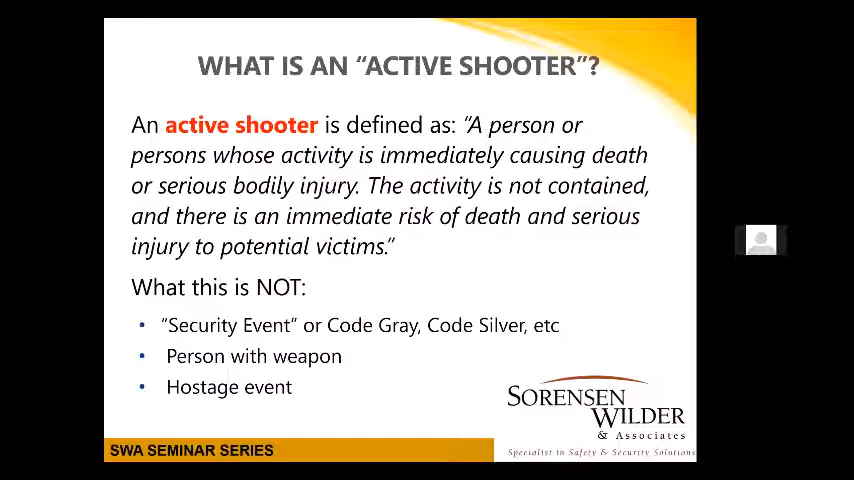 WHAT IS AN “ACTIVE SHOOTER”?
An active shooter is defined as: “A person or
persons whose activity is immediately causing death
or serious bodily injury. The activity is not contained,
and there is an immediate risk of death and serious
injury to potential victims.”
What this is NOT:
• “Security Event” or Code Gray, Code Silver, etc
• Person with weapon
• Hostage event
SORENSEN
WILDER
& Associates
Specialist in Safety & Security Solutions
SWA SEMINAR SERIES